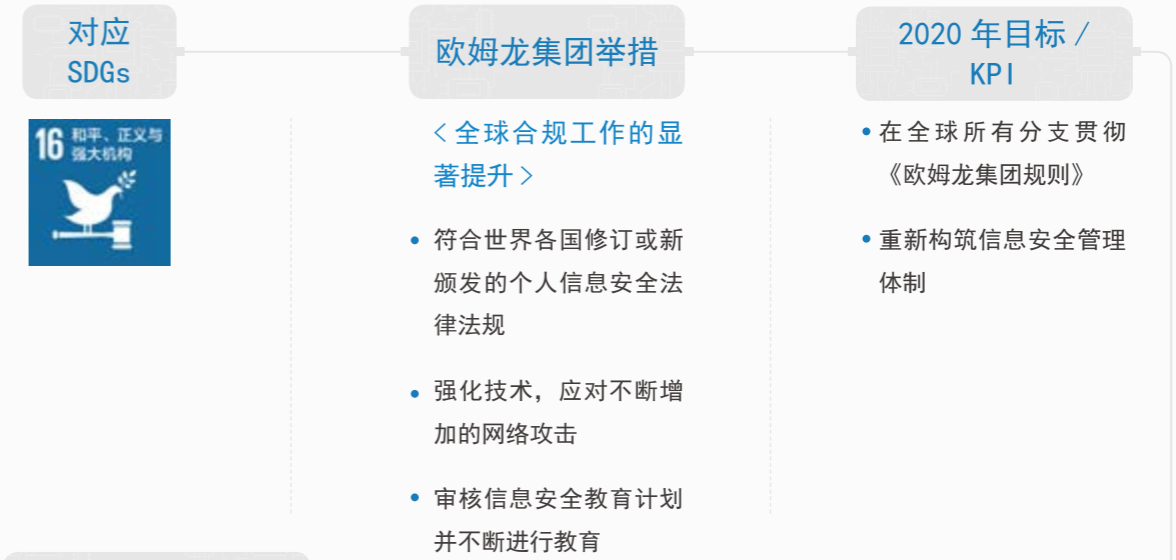 对应
SDGs
欧姆龙集团举措
2020 年目标 /
KPI
16 和平、正义与
强大机构
<全球合规工作的显
著提升>
• 符合世界各国修订或新
颁发的个人信息安全法
律法规
• 强化技术，应对不断增
加的网络攻击
• 审核信息安全教育计划
并不断进行教育
• 在全球所有分支贯彻
《欧姆龙集团规则》
• 重新构筑信息安全管理
体制